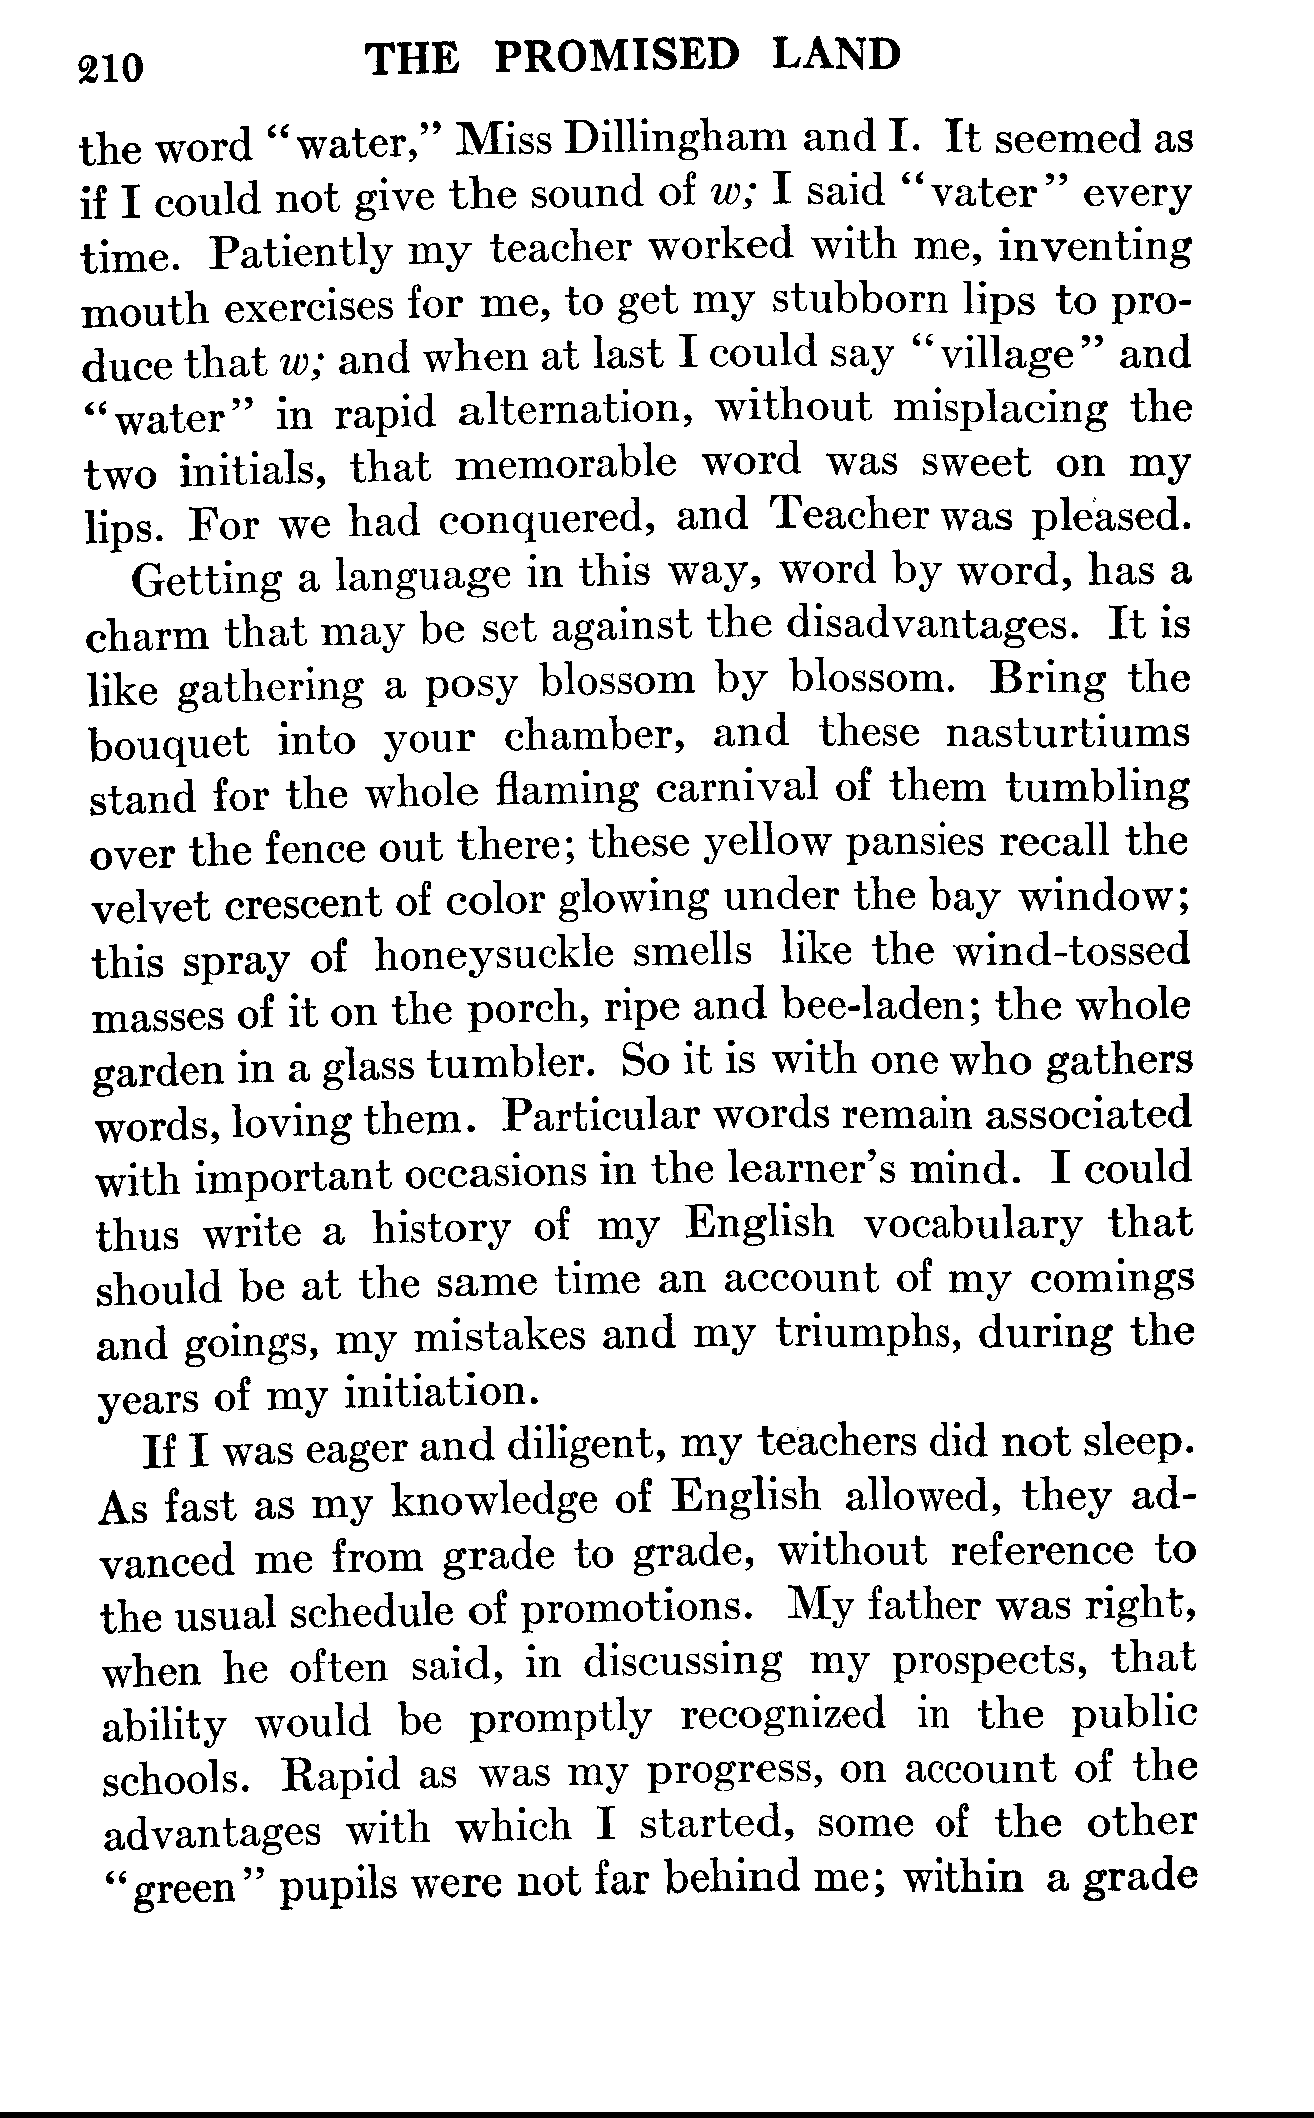 210 THE PROMISED LAND
the word “water,” Miss Dillingham and I. It seemed as
if I could not give the sound of w; I said “vater” every
time. Patiently my teacher worked with me, inventing
mouth exercises for me, to get my stubborn lips to pro-
duce that w; and when at last I could say “village” and
“water” in rapid alternation, without misplacing the
two initials, that memorable word was sweet on my
lips. For we had conquered, and Teacher was pleased.
Getting a language in this way, word by word, has a
charm that may be set against the disadvantages. It is
like gathering a posy blossom by blossom. Bring the
bouquet into your chamber, and these nasturtiums
stand for the whole flaming carnival of them tumbling
over the fence out there; these yellow pansies recall the
velvet crescent of color glowing under the bay window;
this spray of honeysuckle smells like the wind-tossed
masses of it on the porch, ripe and bee-laden; the whole
garden in a glass tumbler. So it is with one who gathers
words, loving them. Particular words remain associated
with important occasions in the learner’s mind. I could
thus write a history of my English vocabulary that
should be at the same time an account of my comings
and goings, my mistakes and my triumphs, during the
years of my initiation.
If I was eager and diligent, my teachers did not sleep.
As fast as my knowledge of English allowed, they ad-
vanced me from grade to grade, without reference to
the usual schedule of promotions. My father was right,
when he often said, in discussing my prospects, that
ability would be promptly recognized in the public
schools. Rapid as was my progress, on account of the
advantages with which I started, some of the other
“green” pupils were not far behind me; within a grade